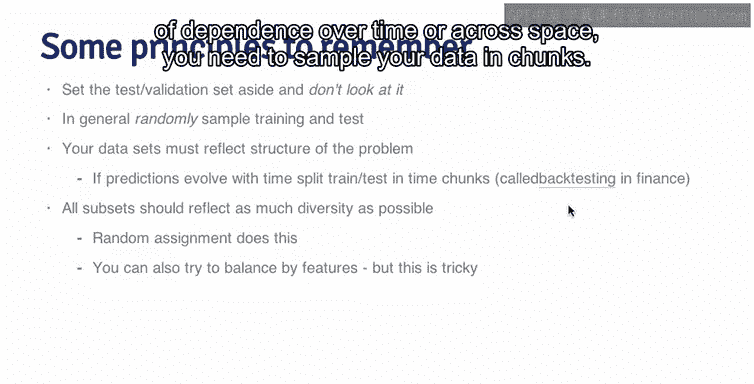 of dependence over time or across space,
Some principles to remember
you need to sample your data in chunks.
· Set the test/validation set aside and don't look at it
· In general randomly sample training and test
· Your data sets must reflect structure of the problem
- If predictions evolve with time split train/test in time chunks (calledbacktesting in finance)
· All subsets should reflect as much diversity as possible
- Random assignment does this
- You can also try to balance by features - but this is tricky